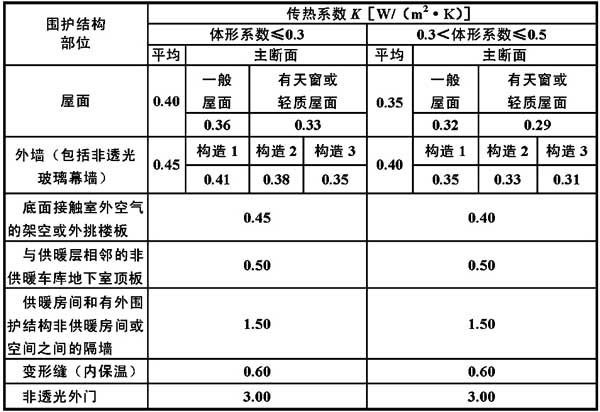 围护结构
部位
传热系数 K［W/（m²·K）］
体形系数≤0.3
0.3＜体形系数≤0.5
平均
主断面
平均
主断面
屋面
0.40
一般
屋面
有天窗或
轻质屋面
0.35
一般
屋面
有天窗或
轻质屋面
0.36
0.33
0.32
0.29
外墙（包括非透光
玻璃幕墙）
0.45
构造 1
构造 2
构造 3
0.40
构造 1
构造 2
构造 3
0.41
0.38
0.35
0.35
0.33
0.31
底面接触室外空气
的架空或外挑楼板
0.45
0.40
与供暖层相邻的非
供暖车库地下室顶板
0.50
0.50
供暖房间和有外围
护结构非供暖房间或
空间之间的隔墙
1.50
1.50
变形缝（内保温）
0.60
0.60
非透光外门
3.00
3.00